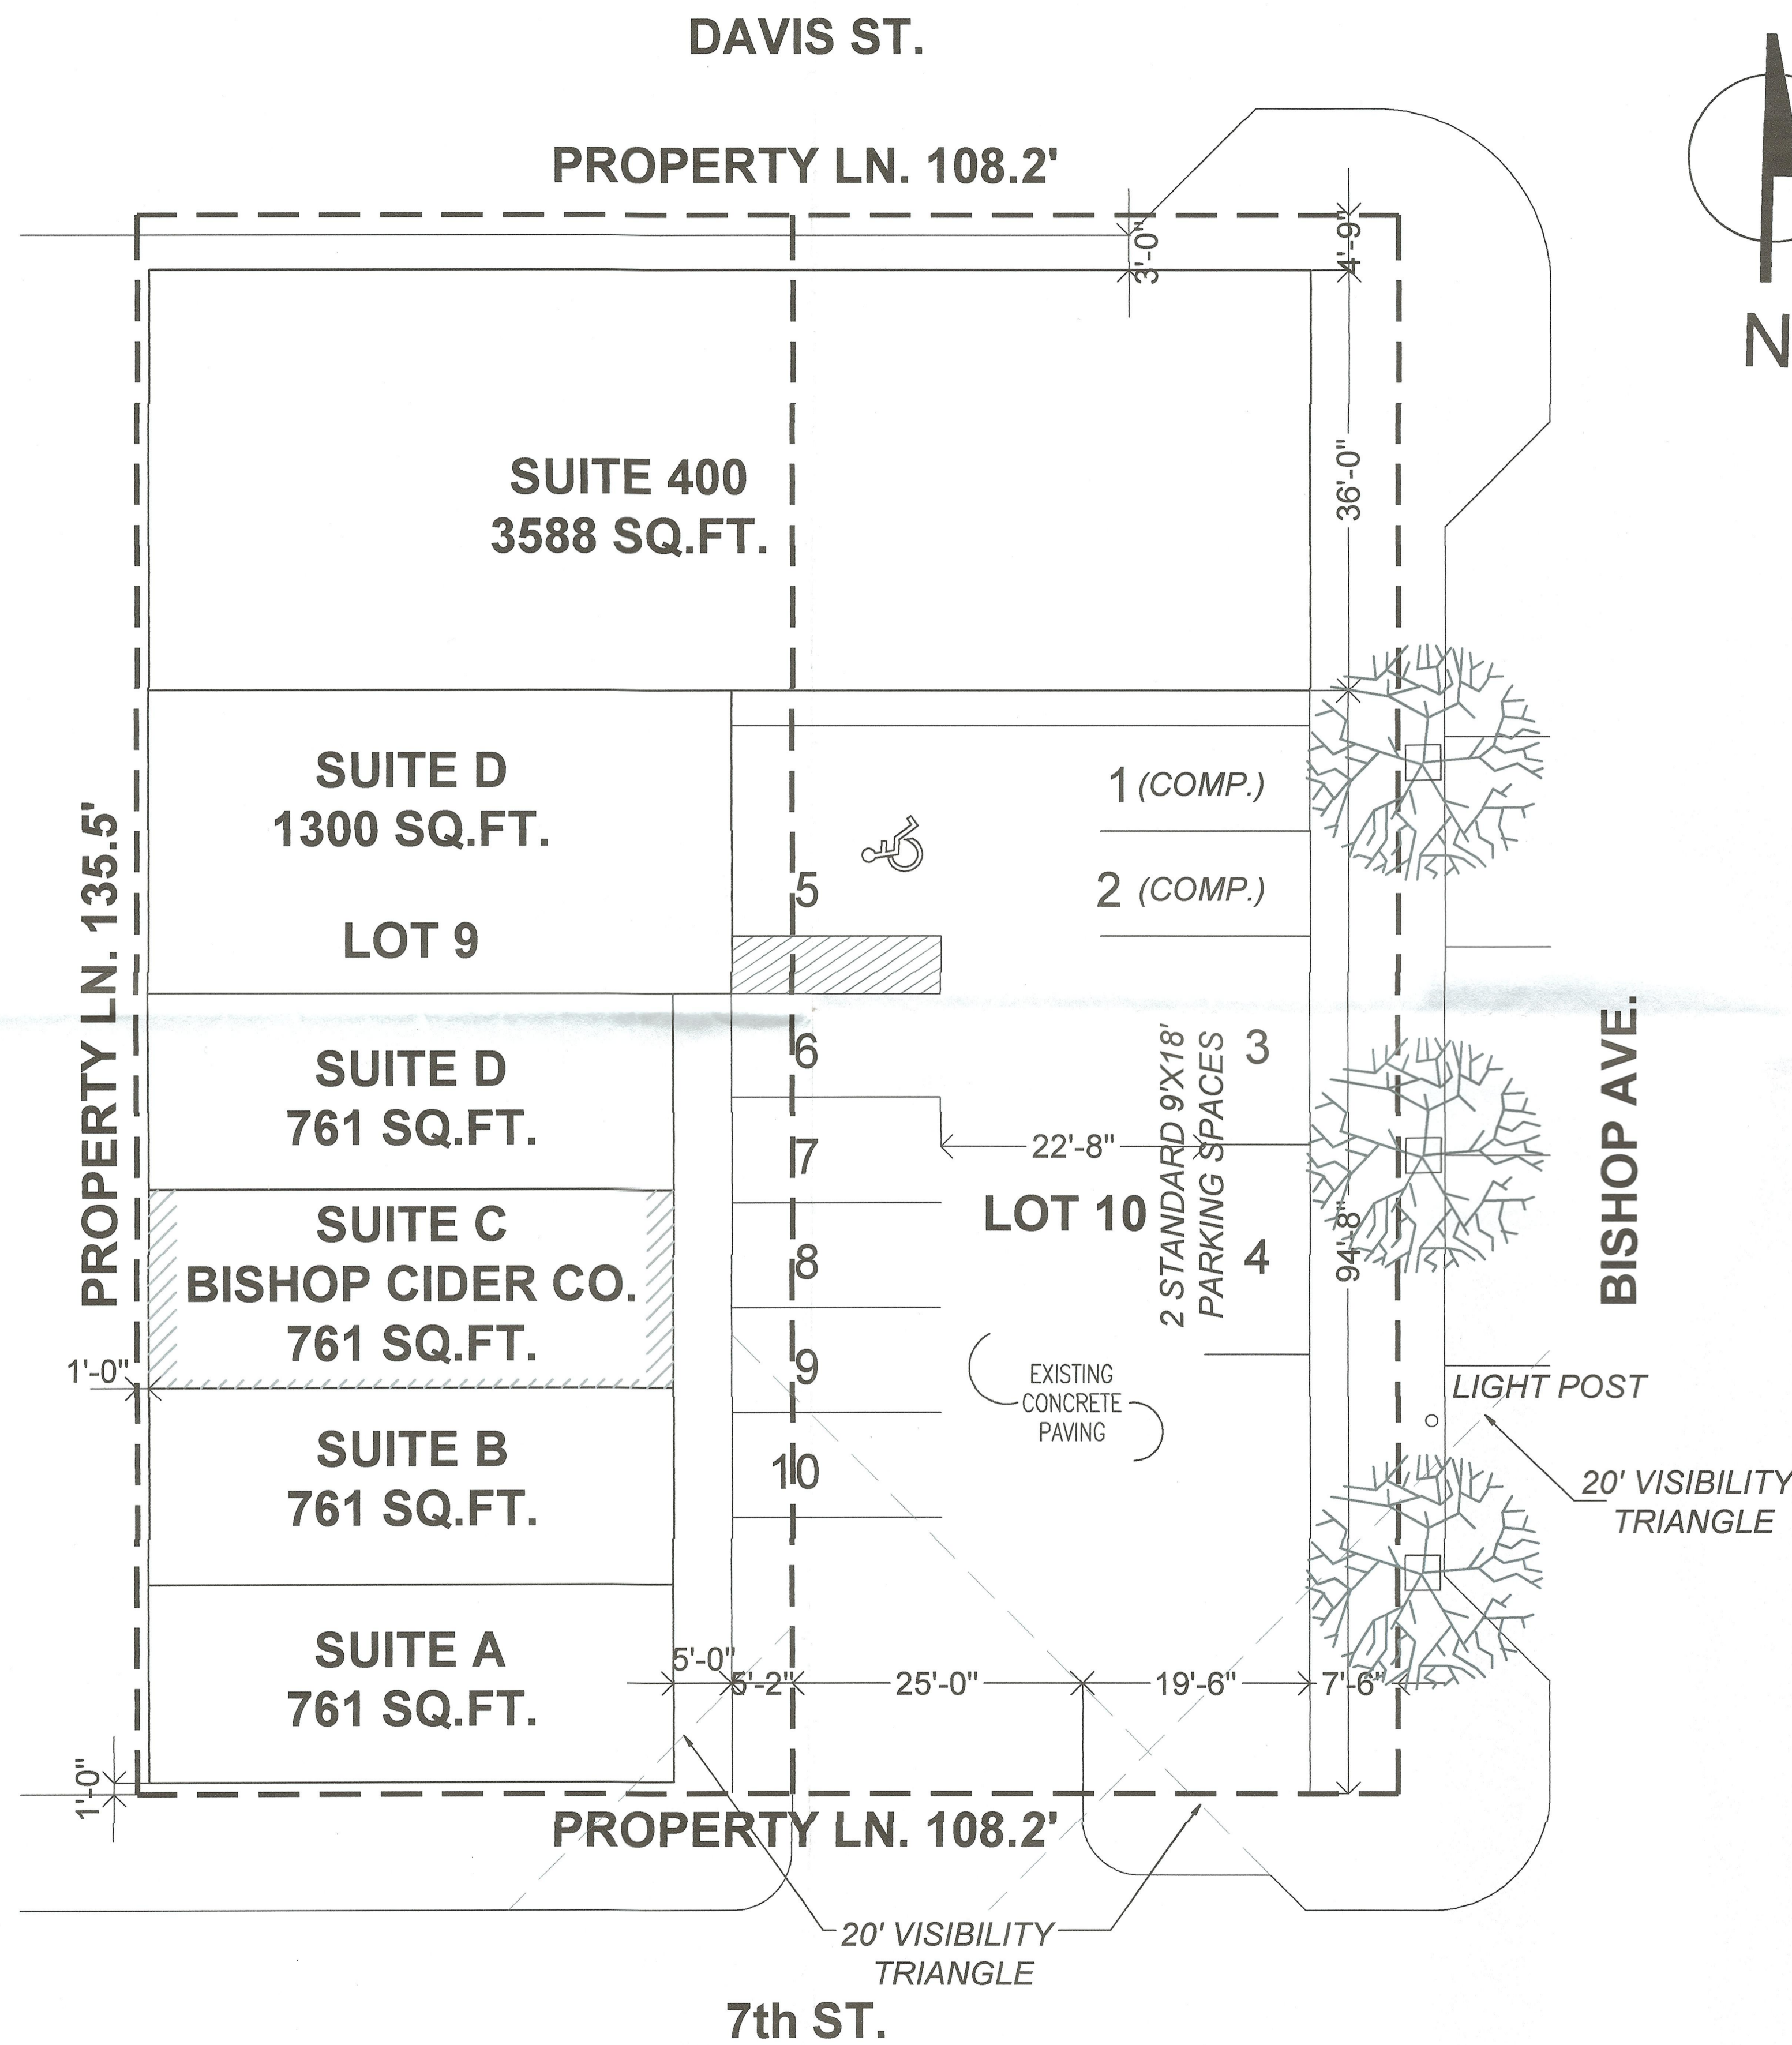 DAVIS ST.
PROPERTY LN. 108.2'
3'-0"
4'-9"
N
SUITE 400
3588 SQ.FT.
36'-0"
SUITE D
1300 SQ.FT.
LOT 9
1 (COMP.)
2 (COMP.)
5
PROPERTY LN. 135.5'
SUITE D
761 SQ.FT.
6
3
2 STANDARD 9'X18'
PARKING SPACES
7
22'-8"
LOT 10
BISHOP AVE.
SUITE C
BISHOP CIDER CO.
761 SQ.FT.
8
4
94'-8"
1'-0"
9
EXISTING
CONCRETE
PAVING
LIGHT POST
SUITE B
761 SQ.FT.
10
20' VISIBILITY
TRIANGLE
SUITE A
761 SQ.FT.
5'-0"
5'-2"
25'-0"
19'-6"
7'-6"
1'-0"
PROPERTY LN. 108.2'
20' VISIBILITY
TRIANGLE
7th ST.